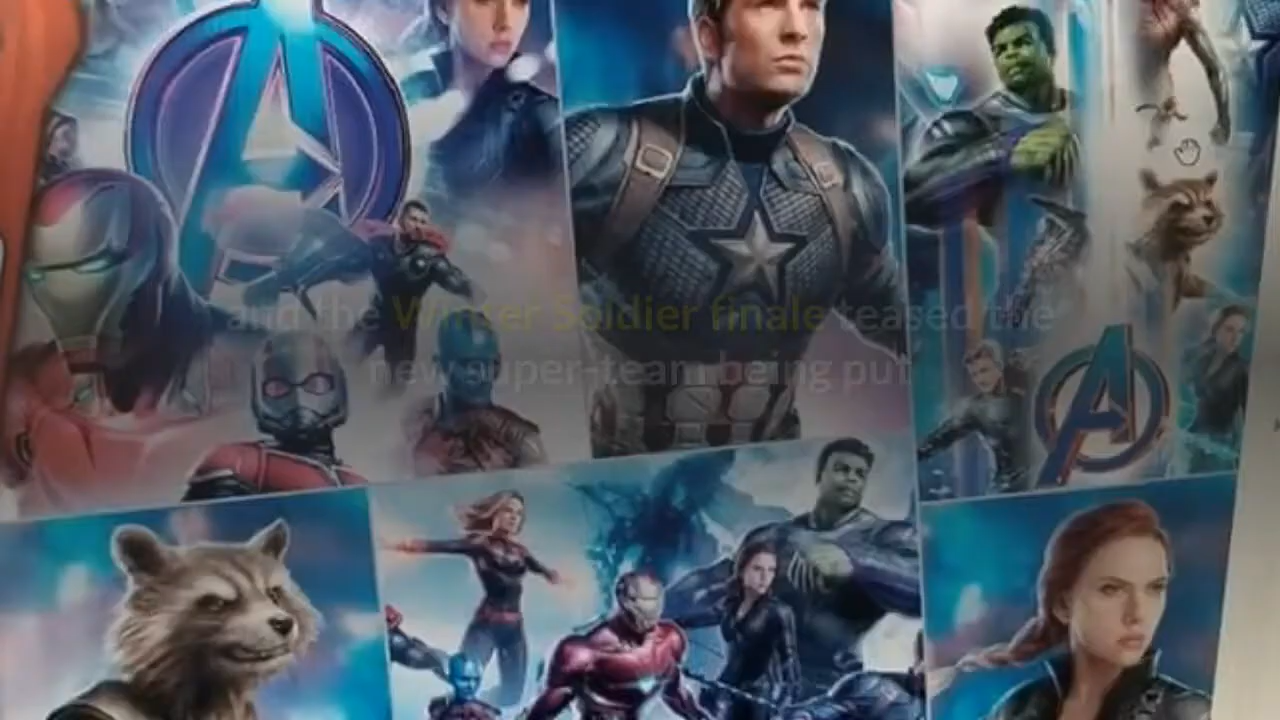 and the Winter Soldier finale teased the
new super-team being put